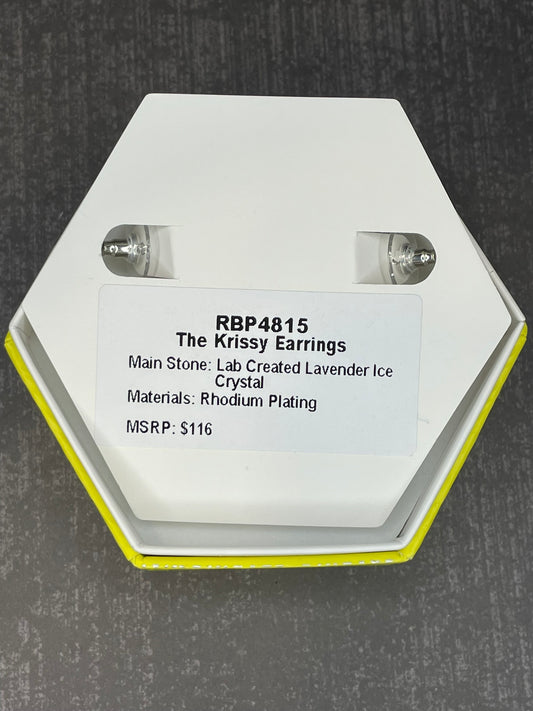 RBP4815
The Krissy Earrings
Main Stone: Lab Created Lavender Ice
Crystal
Materials: Rhodium Plating
MSRP: $116